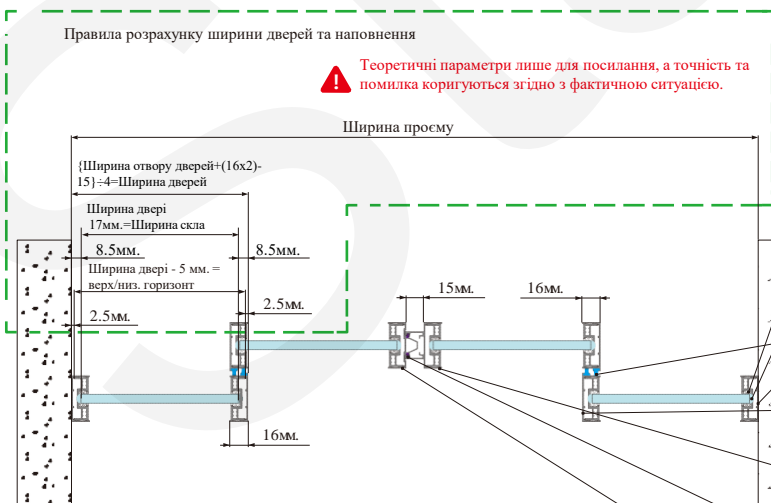 Правила розрахунку ширини дверей та наповнення
Теоретичні параметри лише для посилання, а точність та
помилка коригуються згідно з фактичною ситуацією.
Ширина проєму
{Ширина отвору дверей+(16x2)-
15}÷4=Ширина дверей
Ширина двері
17мм.=Ширина скла
8.5мм.
8.5мм.
Ширина двері - 5 мм. =
верх/низ. горизонт
15мм.
16мм.
2.5мм.
2.5мм.
16мм.